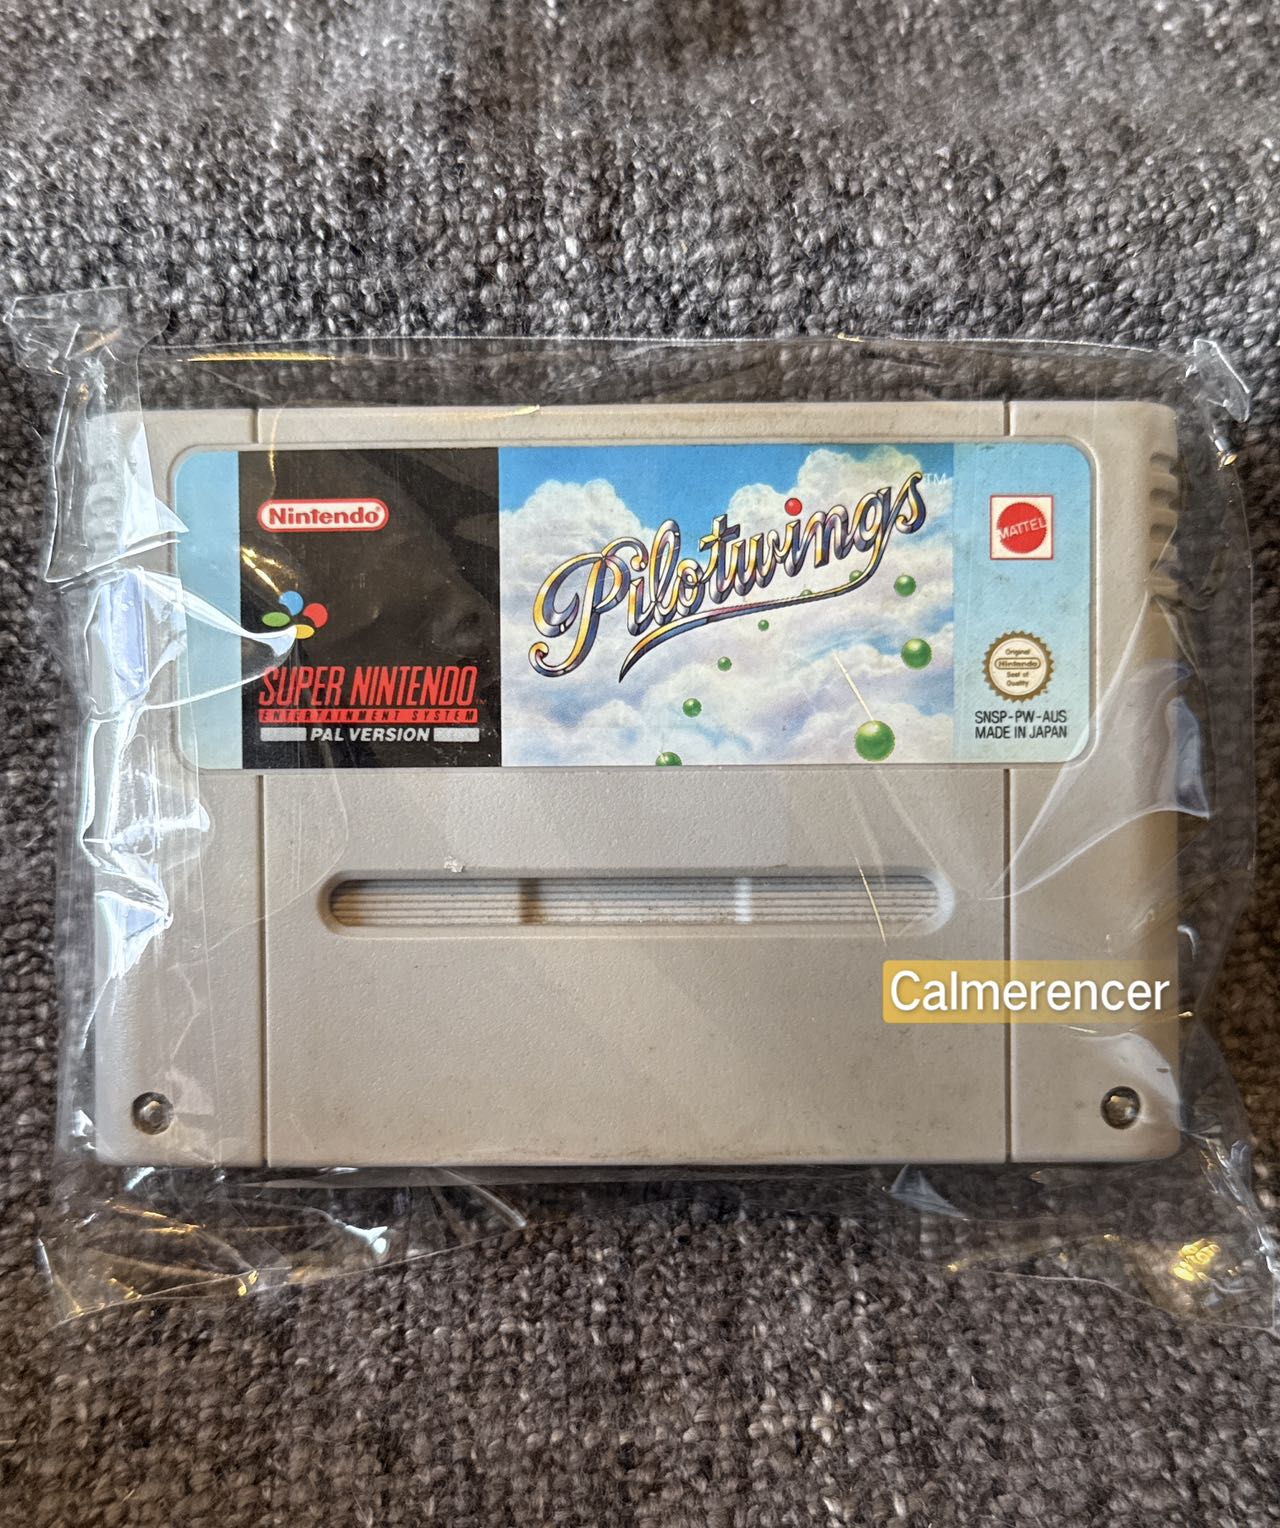 Nintendo
SUPER NINTENDO
ENTERTAINMENT SYSTEM
PAL VERSION
Pilotwings
TM
MATTEL
Original
Nintendo
Seal of
Quality
SNSP-PW-AUS
MADE IN JAPAN
Calmerencer